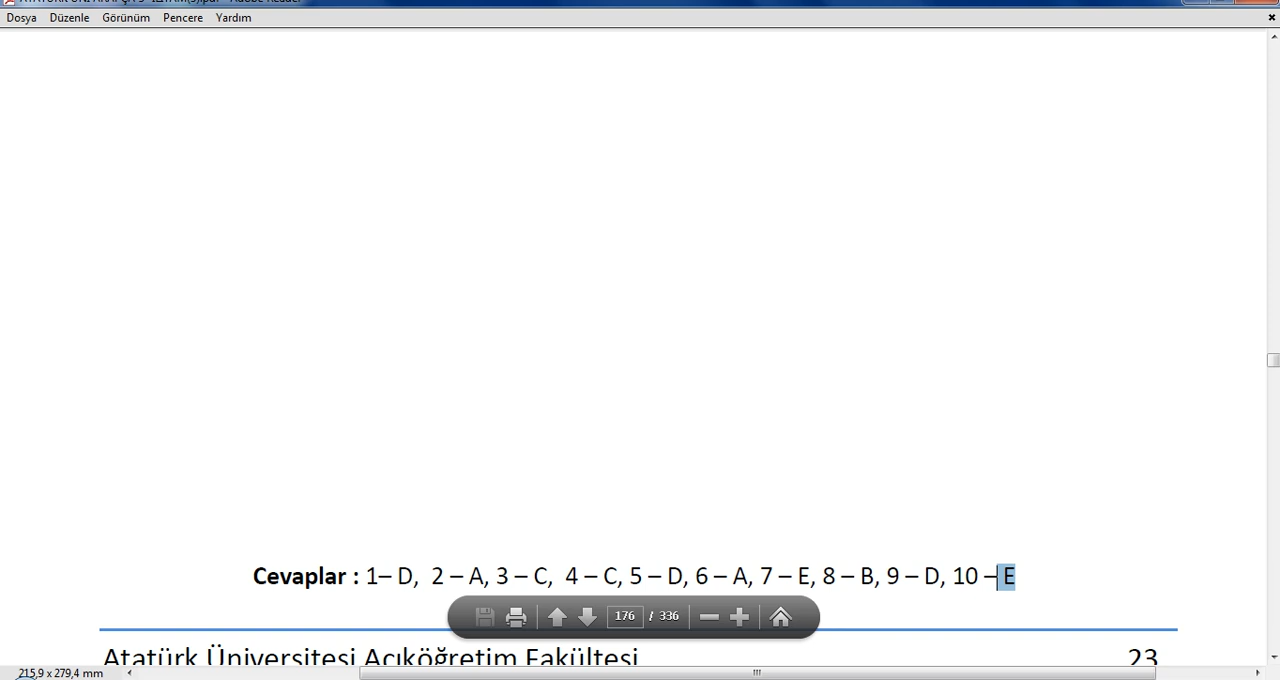 Dosya Düzenle Görünüm Pencere Yardım
Cevaplar : 1– D, 2 – A, 3 – C, 4 – C, 5 – D, 6 – A, 7 – E, 8 – B, 9 – D, 10 – E
176 / 336
Atatürk Üniversitesi Açıköğretim Fakültesi 23
215,9 x 279,4 mm